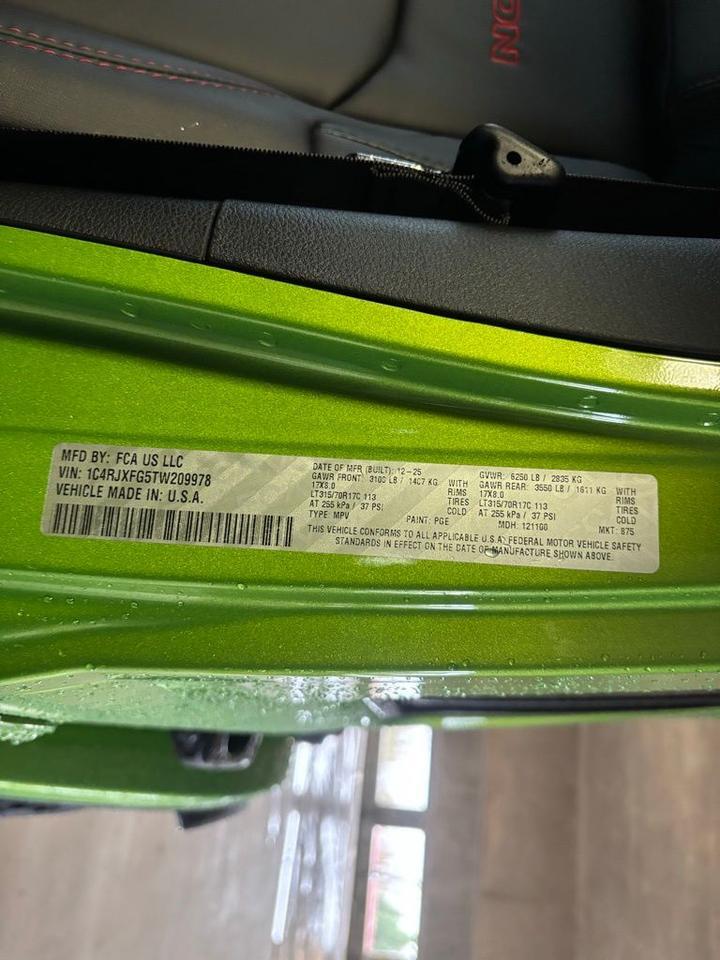 ON
MFD BY: FCA US LLC
VIN: 1C4RJXFG5TW209978
VEHICLE MADE IN U.S.A.
DATE OF MFR (BUILT): 12-25
GAWR FRONT 3100 LB / 1407 KG WITH
17X8.0 RIMS
LT315/70R17C 113 TIRES
AT 255 kPa / 37 PSI COLD
TYPE: MPV PAINT: PGE
GVWR: 6250 LB / 2835 KG
GAWR REAR: 3550 LB / 1611 KG WITH
17X8.0 RIMS
LT315/70R17C 113 TIRES
AT 255 kPa / 37 PSI COLD
MDH: 121100 MKT: 875
THIS VEHICLE CONFORMS TO ALL APPLICABLE U.S.A. FEDERAL MOTOR VEHICLE SAFETY
STANDARDS IN EFFECT ON THE DATE OF MANUFACTURE SHOWN ABOVE.